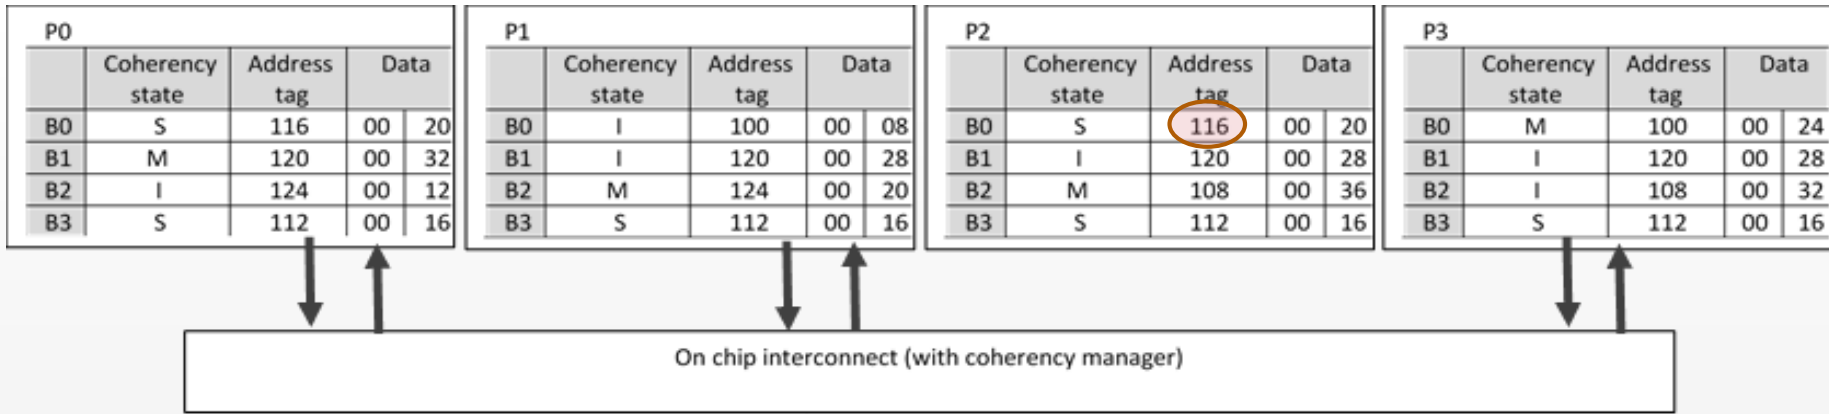 P0
Coherency state Address tag Data
B0 S 116 00 20
B1 M 120 00 32
B2 I 124 00 12
B3 S 112 00 16
P1
Coherency state Address tag Data
B0 I 100 00 08
B1 I 120 00 28
B2 M 124 00 20
B3 S 112 00 16
P2
Coherency state Address tag Data
B0 S 116 00 20
B1 I 120 00 28
B2 M 108 00 36
B3 S 112 00 16
P3
Coherency state Address tag Data
B0 M 100 00 24
B1 I 120 00 28
B2 I 108 00 32
B3 S 112 00 16
On chip interconnect (with coherency manager)